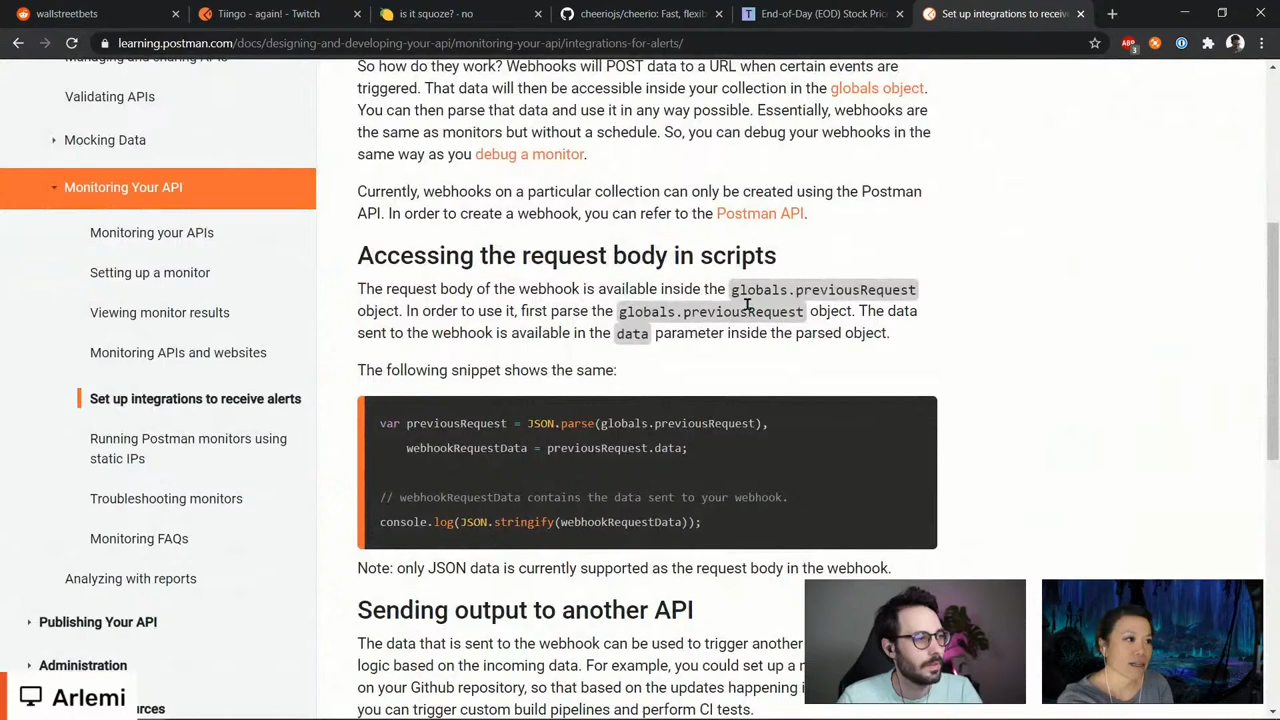 wallstreetbets
Tiingo - again! - Twitch
is it squoze? - no
cheeriojs/cheerio: Fast, flexib
End-of-Day (EOD) Stock Pric
Set up integrations to receive
learning.postman.com/docs/designing-and-developing-your-api/monitoring-your-api/integrations-for-alerts/
Managing and sharing APIs
Validating APIs
Mocking Data
Monitoring Your API
Monitoring your APIs
Setting up a monitor
Viewing monitor results
Monitoring APIs and websites
Set up integrations to receive alerts
Running Postman monitors using
static IPs
Troubleshooting monitors
Monitoring FAQs
Analyzing with reports
Publishing Your API
Administration
So how do they work? Webhooks will POST data to a URL when certain events are
triggered. That data will then be accessible inside your collection in the globals object.
You can then parse that data and use it in any way possible. Essentially, webhooks are
the same as monitors but without a schedule. So, you can debug your webhooks in the
same way as you debug a monitor.
Currently, webhooks on a particular collection can only be created using the Postman
API. In order to create a webhook, you can refer to the Postman API.
Accessing the request body in scripts
The request body of the webhook is available inside the globals.previousRequest
object. In order to use it, first parse the globals.previousRequest object. The data
sent to the webhook is available in the data parameter inside the parsed object.
The following snippet shows the same:
var previousRequest = JSON.parse(globals.previousRequest),
webhookRequestData = previousRequest.data;
// webhookRequestData contains the data sent to your webhook.
console.log(JSON.stringify(webhookRequestData));
Note: only JSON data is currently supported as the request body in the webhook.
Sending output to another API
The data that is sent to the webhook can be used to trigger another
logic based on the incoming data. For example, you could set up a
on your Github repository, so that based on the updates happening i
you can trigger custom build pipelines and perform CI tests.
Arlemi